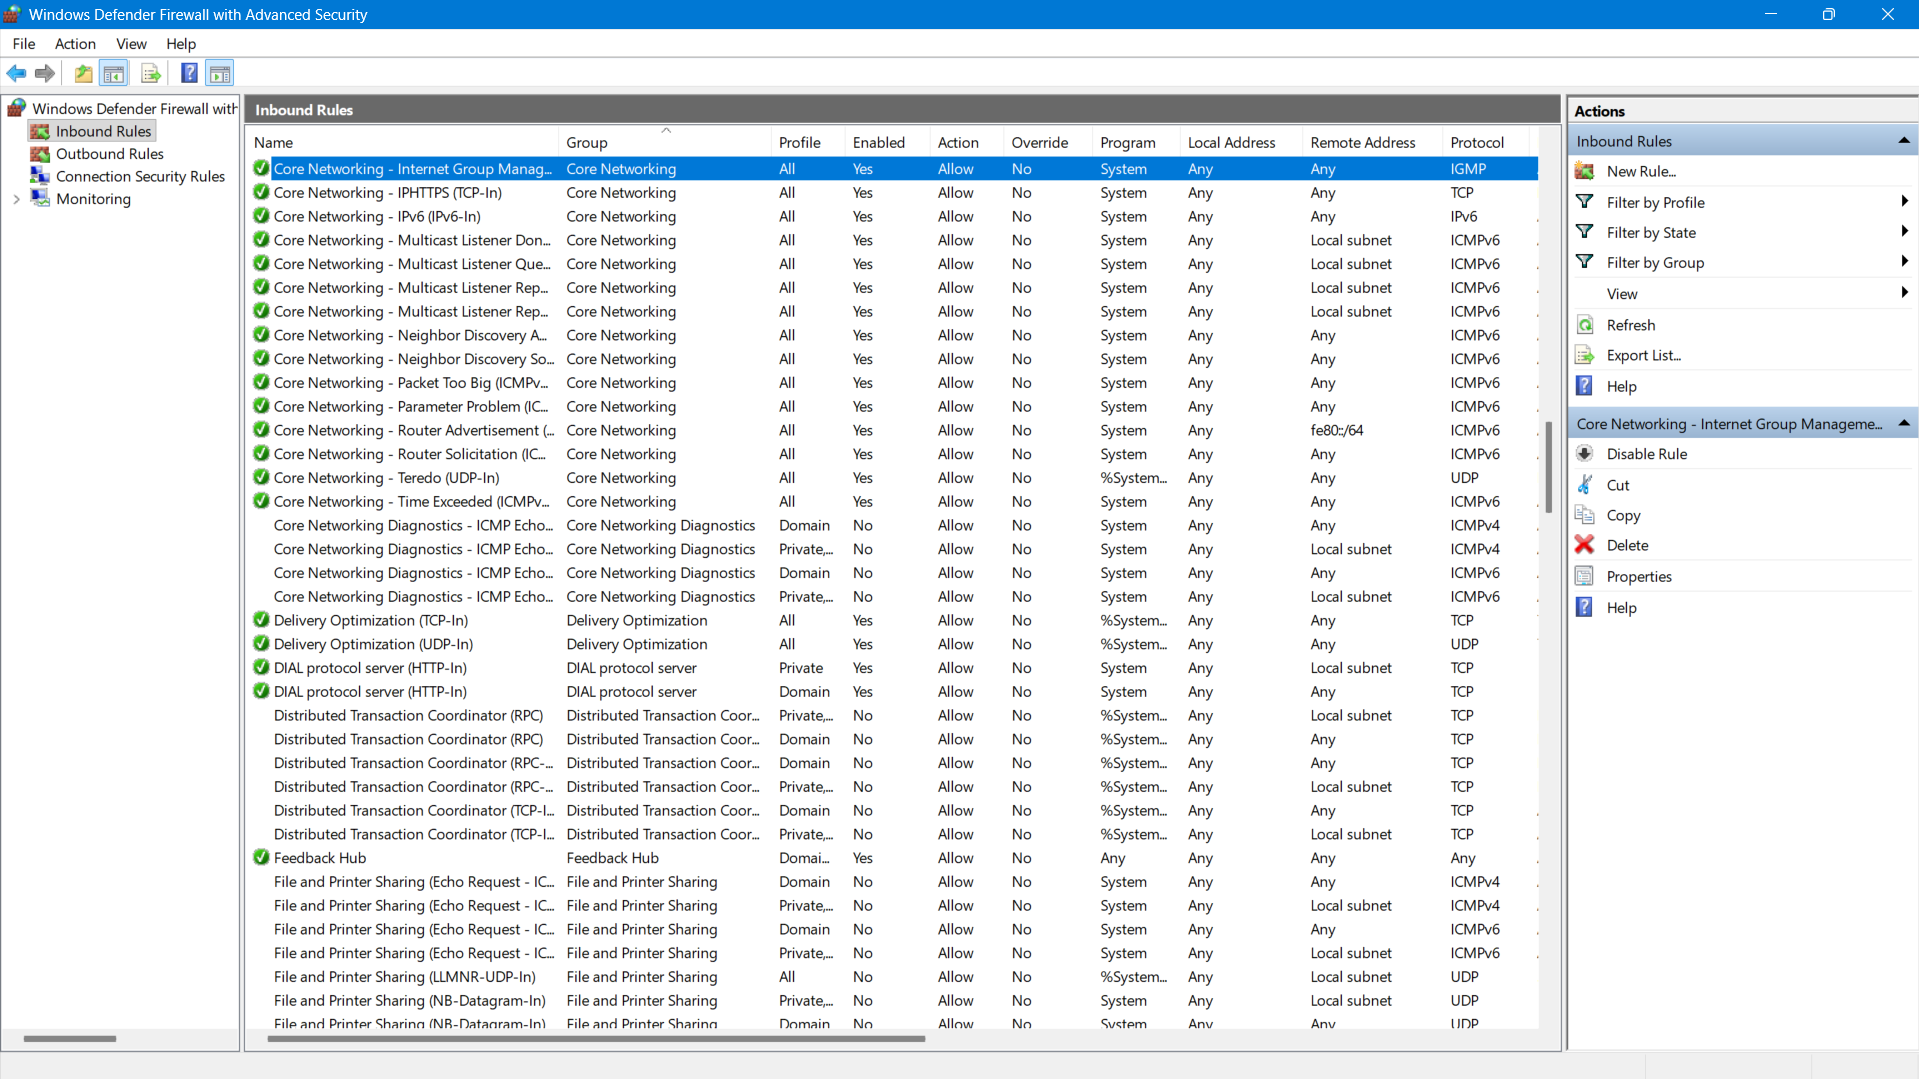 Windows Defender Firewall with Advanced Security
File Action View Help
Windows Defender Firewall with
Inbound Rules
Outbound Rules
Connection Security Rules
Monitoring
Inbound Rules
Name Group Profile Enabled Action Override Program Local Address Remote Address Protocol
Core Networking - Internet Group Manag... Core Networking All Yes Allow No System Any Any IGMP
Core Networking - IPHTTPS (TCP-In) Core Networking All Yes Allow No System Any Any TCP
Core Networking - IPv6 (IPv6-In) Core Networking All Yes Allow No System Any Any IPv6
Core Networking - Multicast Listener Don... Core Networking All Yes Allow No System Any Local subnet ICMPv6
Core Networking - Multicast Listener Que... Core Networking All Yes Allow No System Any Local subnet ICMPv6
Core Networking - Multicast Listener Rep... Core Networking All Yes Allow No System Any Local subnet ICMPv6
Core Networking - Multicast Listener Rep... Core Networking All Yes Allow No System Any Local subnet ICMPv6
Core Networking - Neighbor Discovery A... Core Networking All Yes Allow No System Any Any ICMPv6
Core Networking - Neighbor Discovery So... Core Networking All Yes Allow No System Any Any ICMPv6
Core Networking - Packet Too Big (ICMPv... Core Networking All Yes Allow No System Any Any ICMPv6
Core Networking - Parameter Problem (IC... Core Networking All Yes Allow No System Any Any ICMPv6
Core Networking - Router Advertisement (... Core Networking All Yes Allow No System Any fe80::/64 ICMPv6
Core Networking - Router Solicitation (IC... Core Networking All Yes Allow No System Any Any ICMPv6
Core Networking - Teredo (UDP-In) Core Networking All Yes Allow No %System... Any Any UDP
Core Networking - Time Exceeded (ICMPv... Core Networking All Yes Allow No System Any Any ICMPv6
Core Networking Diagnostics - ICMP Echo... Core Networking Diagnostics Domain No Allow No System Any Any ICMPv4
Core Networking Diagnostics - ICMP Echo... Core Networking Diagnostics Private,... No Allow No System Any Local subnet ICMPv4
Core Networking Diagnostics - ICMP Echo... Core Networking Diagnostics Domain No Allow No System Any Any ICMPv6
Core Networking Diagnostics - ICMP Echo... Core Networking Diagnostics Private,... No Allow No System Any Local subnet ICMPv6
Delivery Optimization (TCP-In) Delivery Optimization All Yes Allow No %System... Any Any TCP
Delivery Optimization (UDP-In) Delivery Optimization All Yes Allow No %System... Any Any UDP
DIAL protocol server (HTTP-In) DIAL protocol server Private Yes Allow No System Any Local subnet TCP
DIAL protocol server (HTTP-In) DIAL protocol server Domain Yes Allow No System Any Any TCP
Distributed Transaction Coordinator (RPC) Distributed Transaction Coor... Private,... No Allow No %System... Any Local subnet TCP
Distributed Transaction Coordinator (RPC) Distributed Transaction Coor... Domain No Allow No %System... Any Any TCP
Distributed Transaction Coordinator (RPC-... Distributed Transaction Coor... Domain No Allow No %System... Any Any TCP
Distributed Transaction Coordinator (RPC-... Distributed Transaction Coor... Private,... No Allow No %System... Any Local subnet TCP
Distributed Transaction Coordinator (TCP-I... Distributed Transaction Coor... Domain No Allow No %System... Any Any TCP
Distributed Transaction Coordinator (TCP-I... Distributed Transaction Coor... Private,... No Allow No %System... Any Local subnet TCP
Feedback Hub Feedback Hub Domai... Yes Allow No Any Any Any Any
File and Printer Sharing (Echo Request - IC... File and Printer Sharing Domain No Allow No System Any Any ICMPv4
File and Printer Sharing (Echo Request - IC... File and Printer Sharing Private,... No Allow No System Any Local subnet ICMPv4
File and Printer Sharing (Echo Request - IC... File and Printer Sharing Domain No Allow No System Any Any ICMPv6
File and Printer Sharing (Echo Request - IC... File and Printer Sharing Private,... No Allow No System Any Local subnet ICMPv6
File and Printer Sharing (LLMNR-UDP-In) File and Printer Sharing All No Allow No %System... Any Local subnet UDP
File and Printer Sharing (NB-Datagram-In) File and Printer Sharing Private,... No Allow No System Any Local subnet UDP
File and Printer Sharing (NB-Datagram-In) File and Printer Sharing Domain No Allow No System Any Any UDP
Actions
Inbound Rules
New Rule...
Filter by Profile
Filter by State
Filter by Group
View
Refresh
Export List...
Help
Core Networking - Internet Group Manageme...
Disable Rule
Cut
Copy
Delete
Properties
Help